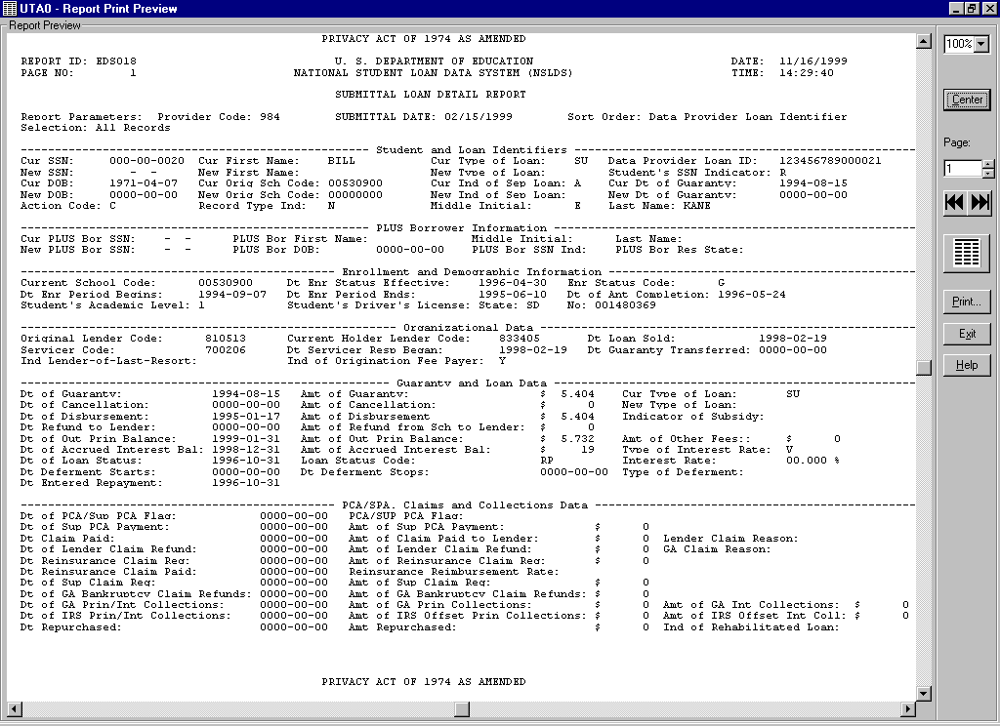 UTA0 - Report Print Preview
Report Preview
PRIVACY ACT OF 1974 AS AMENDED
REPORT ID: EDS018 U. S. DEPARTMENT OF EDUCATION DATE: 11/16/1999
PAGE NO: 1 NATIONAL STUDENT LOAN DATA SYSTEM (NSLDS) TIME: 14:29:40
SUBMITTAL LOAN DETAIL REPORT
Report Parameters: Provider Code: 984 SUBMITTAL DATE: 02/15/1999 Sort Order: Data Provider Loan Identifier
Selection: All Records
Student and Loan Identifiers
Cur SSN: 000-00-0020 Cur First Name: BILL Cur Type of Loan: SU Data Provider Loan ID: 123456789000021
New SSN: - - New First Name: New Type of Loan: Student's SSN Indicator: R
Cur DOB: 1971-04-07 Cur Orig Sch Code: 00530900 Cur Ind of Sep Loan: A Cur Dt of Guaranty: 1994-08-15
New DOB: 0000-00-00 New Orig Sch Code: 00000000 New Ind of Sep Loan: New Dt of Guaranty: 0000-00-00
Action Code: C Record Type Ind: N Middle Initial: E Last Name: KANE
PLUS Borrower Information
Cur PLUS Bor SSN: - - PLUS Bor First Name: Middle Initial: Last Name:
New PLUS Bor SSN: - - PLUS Bor DOB: 0000-00-00 PLUS Bor SSN Ind: PLUS Bor Res State:
Enrollment and Demographic Information
Current School Code: 00530900 Dt Enr Status Effective: 1996-04-30 Enr Status Code: G
Dt Enr Period Begins: 1994-09-07 Dt Enr Period Ends: 1995-06-10 Dt of Ant Completion: 1996-05-24
Student's Academic Level: 1 Student's Driver's License: State: SD No: 001480369
Organizational Data
Original Lender Code: 810513 Current Holder Lender Code: 833405 Dt Loan Sold: 1998-02-19
Servicer Code: 700206 Dt Servicer Resp Began: 1998-02-19 Dt Guaranty Transferred: 0000-00-00
Ind Lender-of-Last-Resort: Ind of Origination Fee Payer: Y
Guaranty and Loan Data
Dt of Guaranty: 1994-08-15 Amt of Guaranty: $ 5,404 Cur Type of Loan: SU
Dt of Cancellation: 0000-00-00 Amt of Cancellation: $ 0 New Type of Loan:
Dt of Disbursement: 1995-01-17 Amt of Disbursement $ 5,404 Indicator of Subsidy:
Dt Refund to Lender: 0000-00-00 Amt of Refund from Sch to Lender: $ 0
Dt of Out Prin Balance: 1999-01-31 Amt of Out Prin Balance: $ 5,732 Amt of Other Fees:: $ 0
Dt of Accrued Interest Bal: 1998-12-31 Amt of Accrued Interest Bal: $ 19 Type of Interest Rate: V
Dt of Loan Status: 1996-10-31 Loan Status Code: RP Interest Rate: 00.000 %
Dt Deferment Starts: 0000-00-00 Dt Deferment Stops: 0000-00-00 Type of Deferment:
Dt Entered Repayment: 1996-10-31
PCA/SPA, Claims and Collections Data
Dt of PCA/Sup PCA Flag: 0000-00-00 PCA/SUP PCA Flag:
Dt of Sup PCA Payment: 0000-00-00 Amt of Sup PCA Payment: $ 0
Dt Claim Paid: 0000-00-00 Amt of Claim Paid to Lender: $ 0 Lender Claim Reason:
Dt of Lender Claim Refund: 0000-00-00 Amt of Lender Claim Refund: $ 0 GA Claim Reason:
Dt Reinsurance Claim Req: 0000-00-00 Amt of Reinsurance Claim Req: $ 0
Dt Reinsurance Claim Paid: 0000-00-00 Reinsurance Reimbursement Rate:
Dt of Sup Claim Req: 0000-00-00 Amt of Sup Claim Req: $ 0
Dt of GA Bankruptcy Claim Refunds: 0000-00-00 Amt of GA Bankruptcy Claim Refunds: $ 0
Dt of GA Prin/Int Collections: 0000-00-00 Amt of GA Prin Collections: $ 0 Amt of GA Int Collections: $ 0
Dt of IRS Prin/Int Collections: 0000-00-00 Amt of IRS Offset Prin Collections: $ 0 Amt of IRS Offset Int Coll: $ 0
Dt Repurchased: 0000-00-00 Amt Repurchased: $ 0 Ind of Rehabilitated Loan:
PRIVACY ACT OF 1974 AS AMENDED
100%
Center
Page:
1
Print...
Exit
Help